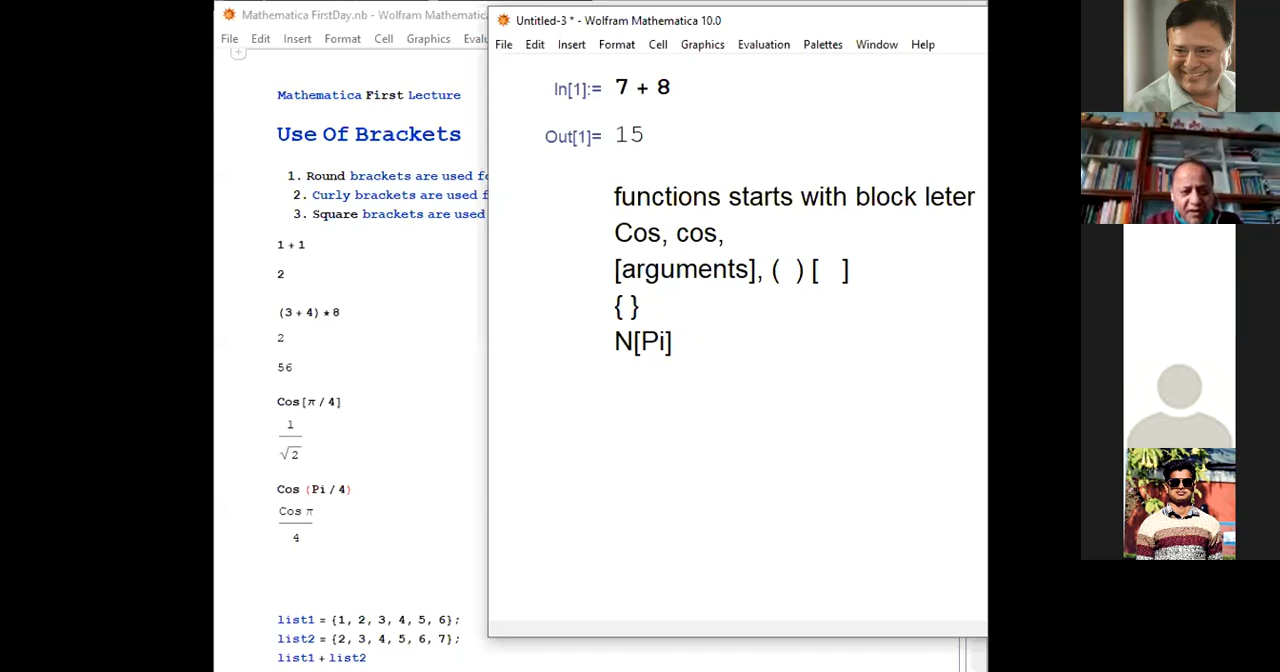 Mathematica FirstDay.nb - Wolfram Mathematica
File Edit Insert Format Cell Graphics
Mathematica First Lecture
Use Of Brackets
1. Round brackets are used
2. Curly brackets are used
3. Square brackets are used
1 + 1
2
(3 + 4) * 8
2
56
Cos[π / 4]
1
√2
Cos (Pi / 4)
Cos π
4
list1 = {1, 2, 3, 4, 5, 6};
list2 = {2, 3, 4, 5, 6, 7};
list1 + list2
Untitled-3 * - Wolfram Mathematica 10.0
File Edit Insert Format Cell Graphics Evaluation Palettes Window Help
In[1]:= 7 + 8
Out[1]= 15
functions starts with block leter
Cos, cos,
[arguments], ( ) [ ]
{ }
N[Pi]